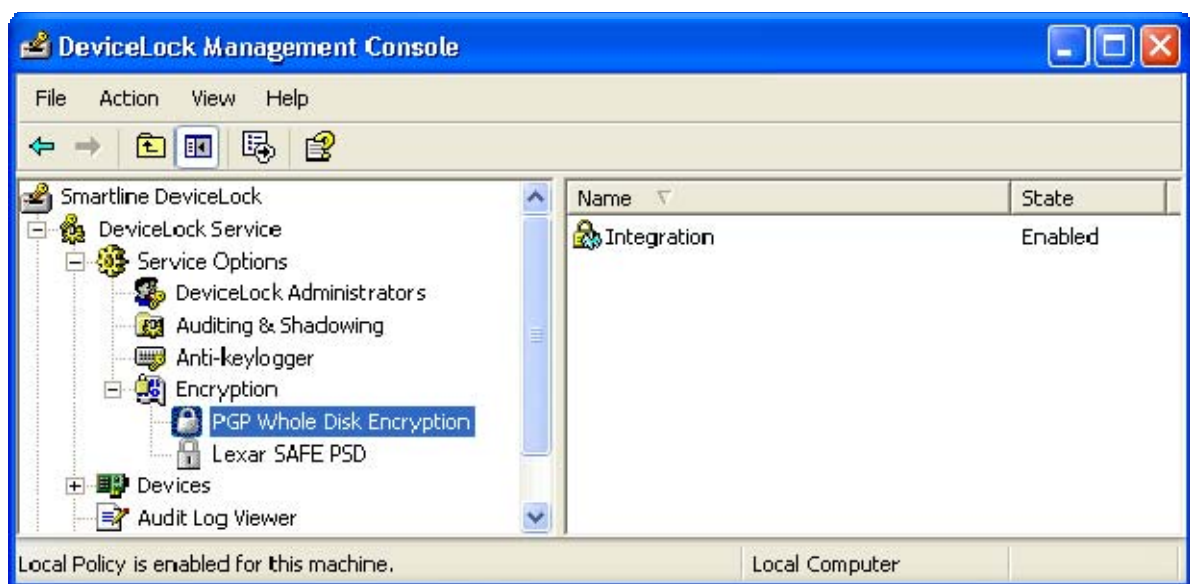 DeviceLock Management Console
File Action View Help
Smartline DeviceLock
DeviceLock Service
Service Options
DeviceLock Administrators
Auditing & Shadowing
Anti-keylogger
Encryption
PGP Whole Disk Encryption
Lexar SAFE PSD
Devices
Audit Log Viewer
Name State
Integration Enabled
Local Policy is enabled for this machine. Local Computer